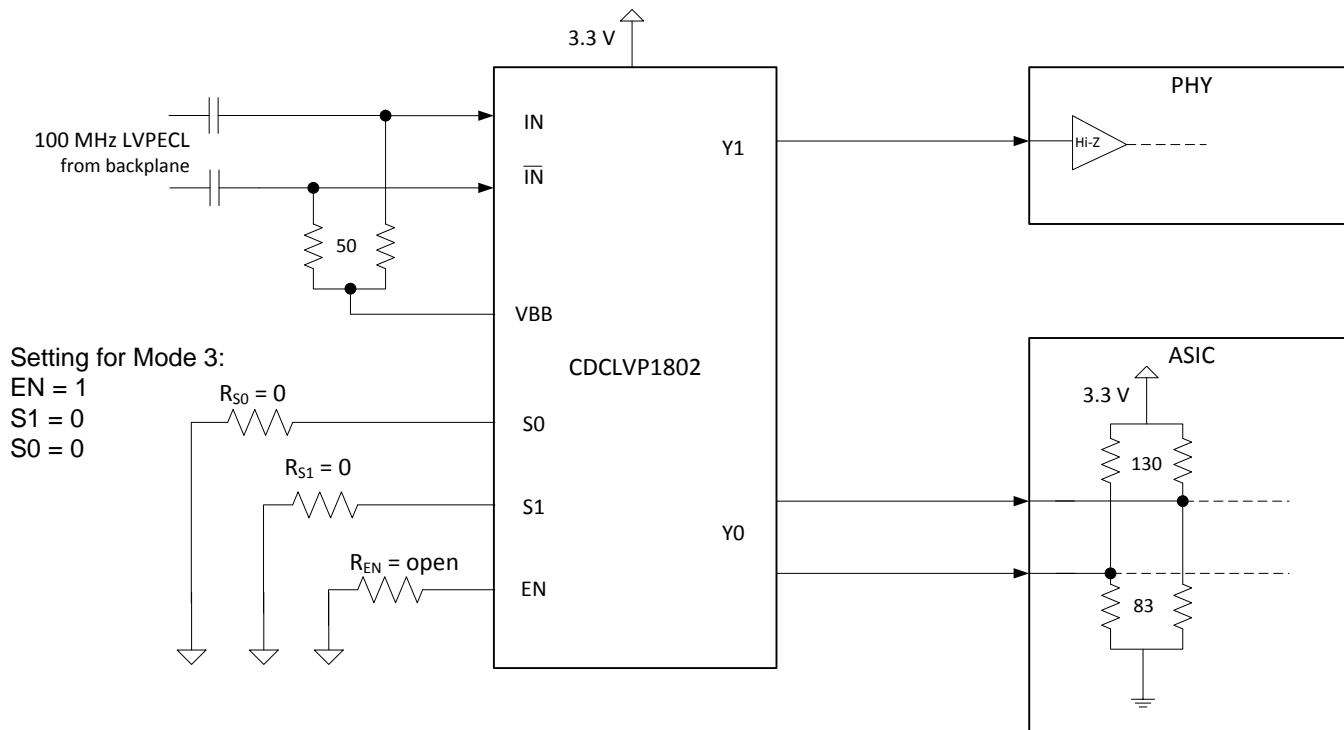 3.3 V
PHY
100 MHz LVPECL
from backplane
IN
IN
Y1
Hi-Z
50
VBB
Setting for Mode 3:
EN = 1
S1 = 0
S0 = 0
CDCLVP1802
ASIC
3.3 V
RS0 = 0
S0
130
RS1 = 0
S1
Y0
REN = open
EN
83